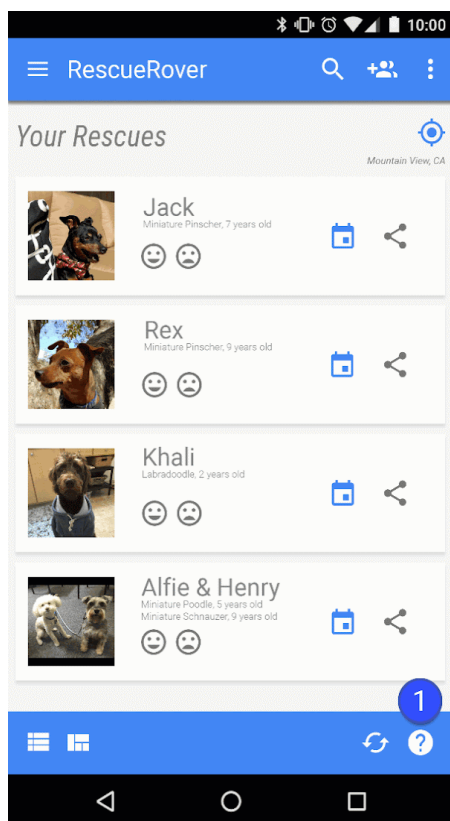 10:00
RescueRover
Your Rescues
Mountain View, CA
Jack
Miniature Pinscher, 7 years old
Rex
Miniature Pinscher, 9 years old
Khali
Labradoodle, 2 years old
Alfie & Henry
Miniature Poodle, 5 years old
Miniature Schnauzer, 9 years old
1
?